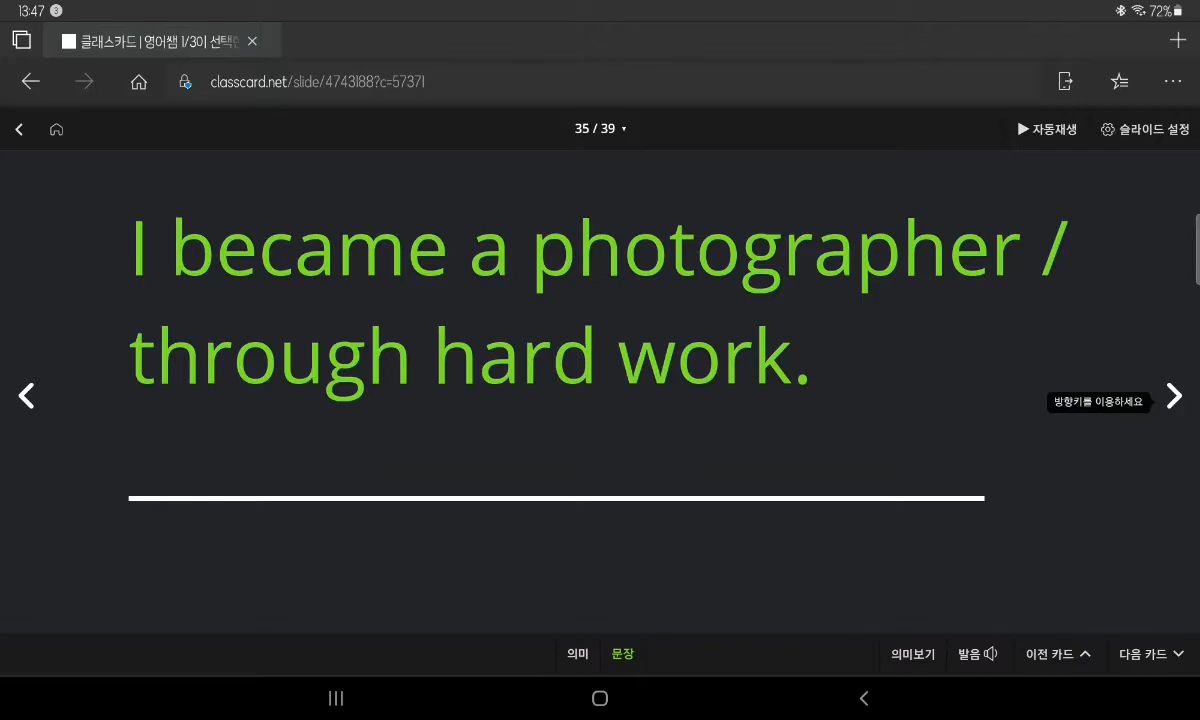 13:47 3 72%
클래스카드 | 영어쌤 1/3이 선택한
classcard.net/slide/4743188?c=57371
35 / 39
자동재생
슬라이드 설정
I became a photographer /
through hard work.
방향키를 이용하세요
의미
문장
의미보기
발음
이전 카드
다음 카드